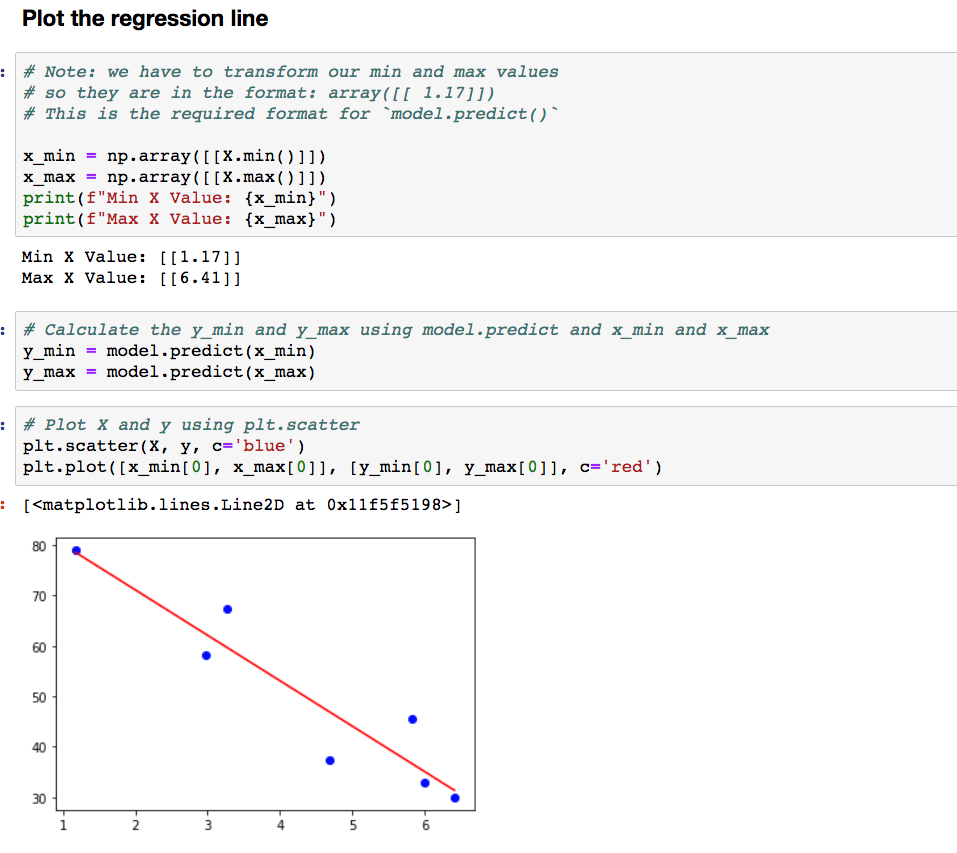 Plot the regression line
:
# Note: we have to transform our min and max values
# so they are in the format: array([[ 1.17]])
# This is the required format for `model.predict()`
x_min = np.array([[X.min()]])
x_max = np.array([[X.max()]])
print(f"Min X Value: {x_min}")
print(f"Max X Value: {x_max}")
Min X Value: [[1.17]]
Max X Value: [[6.41]]
:
# Calculate the y_min and y_max using model.predict and x_min and x_max
y_min = model.predict(x_min)
y_max = model.predict(x_max)
:
# Plot X and y using plt.scatter
plt.scatter(X, y, c='blue')
plt.plot([x_min[0], x_max[0]], [y_min[0], y_max[0]], c='red')
:
[<matplotlib.lines.Line2D at 0x11f5f5198>]
80
70
60
50
40
30
1 2 3 4 5 6